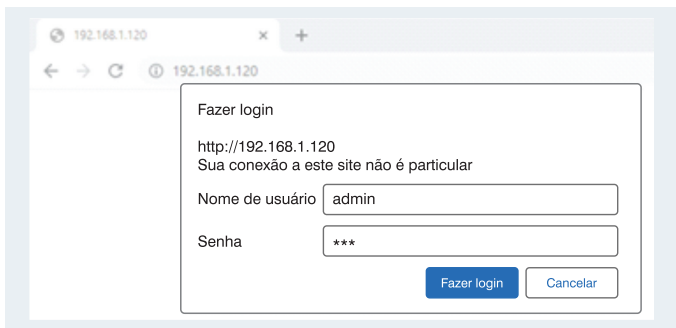 192.168.1.120
192.168.1.120
Fazer login
http://192.168.1.120
Sua conexão a este site não é particular
Nome de usuário admin
Senha ***
Fazer login Cancelar